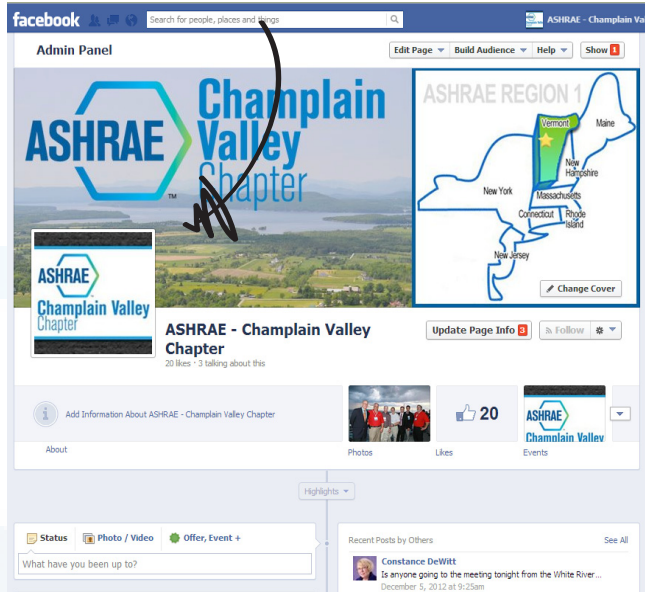 facebook
Search for people, places and things
ASHRAE - Champlain Va
Admin Panel
Edit Page
Build Audience
Help
Show 1
ASHRAE
TM
Champlain
Valley
Chapter
ASHRAE REGION 1
Vermont
Maine
New
Hampshire
New York
Massachusetts
Connecticut
Rhode
Island
New Jersey
Change Cover
ASHRAE
Champlain Valley
Chapter
ASHRAE - Champlain Valley
Chapter
20 likes · 3 talking about this
Update Page Info 3
Follow
Add Information About ASHRAE - Champlain Valley Chapter
About
Photos
20
Likes
ASHRAE
Champlain Valley
Events
Highlights
Status
Photo / Video
Offer, Event +
What have you been up to?
Recent Posts by Others
See All
Constance DeWitt
Is anyone going to the meeting tonight from the White River...
December 5, 2012 at 9:25am